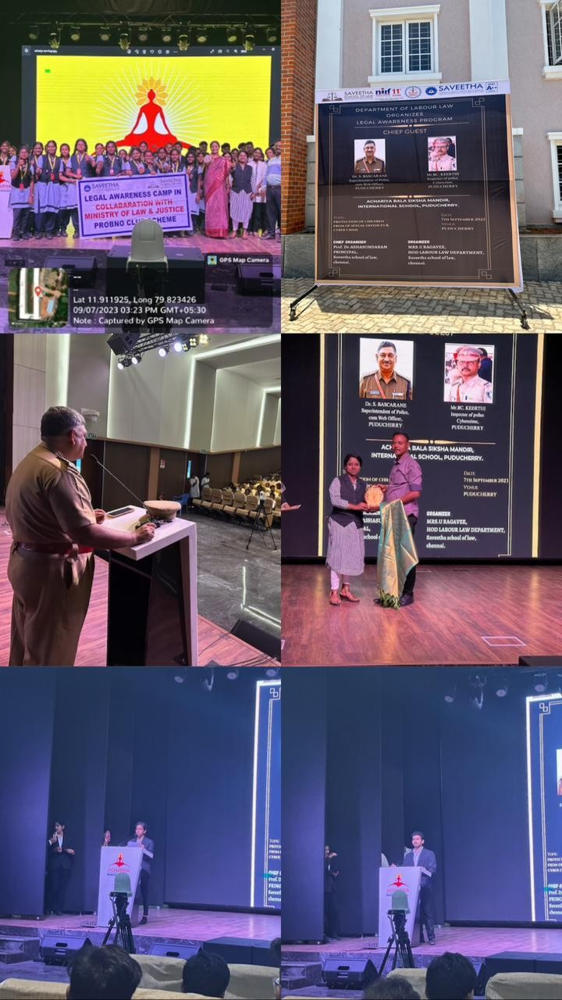 SAVEETHA
LEGAL AWARENESS CAMP IN
COLLABARATION WITH
MINISTRY OF LAW & JUSTICE
PROBNO CLUB SCHEME
GPS Map Camera
Lat 11.911925, Long 79.823426
09/07/2023 03:23 PM GMT+05:30
Note : Captured by GPS Map Camera
SAVEETHA
SCHOOL OF LAW
nirf 11
SAVEETHA
A++
DEPARTMENT OF LABOUR LAW
ORGANIZES
LEGAL AWARENESS PROGRAM
CHIEF GUEST
Dr. S. BASCARANE
Superintendent of Police,
cum Web Officer,
PUDUCHERRY
Mr.BC. KEERTHI
Inspector of police
Cybercrime,
PUDUCHERRY
ACHARIYA BALA SIKSHA MANDIR,
INTERNATIONAL SCHOOL, PUDUCHERRY.
TOPIC
PROTECTION OF CHILDREN
FROM OF SEXUAL OFFENCES &
CYBER CRIME
DATE
7TH SEPTEMBER 2023
VENUE
PUDUCHERRY
CHIEF ORGANISER
Prof. Dr.ASHASUNDARAM
PRINCIPAL,
Saveetha school of law,
chennai.
ORGANIZER
MRS.U RAGAVEE,
HOD LABOUR LAW DEPARTMENT,
Saveetha school of law,
chennai.
Dr. S. BASCARANE
Superintendent of Police,
cum Web Officer,
PUDUCHERRY
Mr.BC. KEERTHI
Inspector of police
Cybercrime,
PUDUCHERRY
BALA SIKSHA MANDIR,
SCHOOL, PUDUCHERRY.
DATE
7TH SEPTEMBER 2023
VENUE
PUDUCHERRY
ORGANIZER
MRS.U RAGAVEE,
HOD LABOUR LAW DEPARTMENT,
Saveetha school of law,
chennai.
ACHARIYA
TOPIC
ACHARIYA
TOPIC